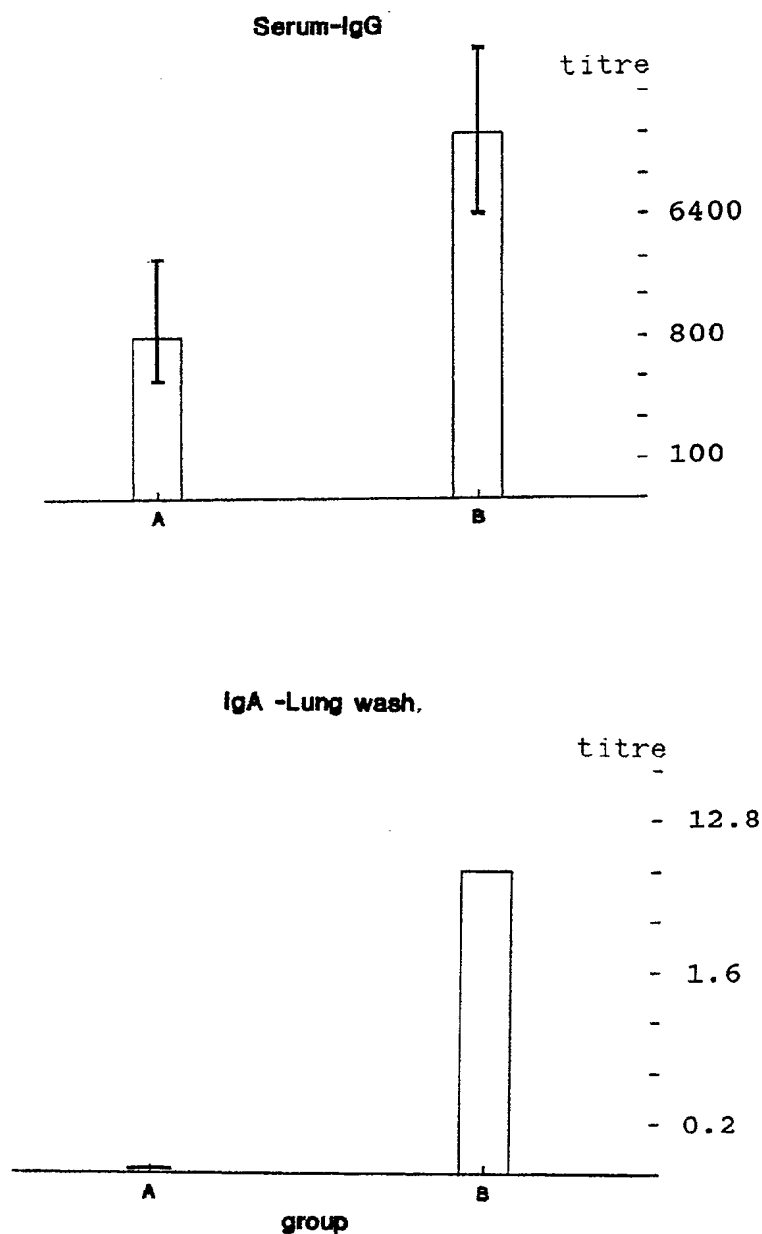 Serum-IgG
titre
6400
800
100
A B
IgA -Lung wash.
titre
12.8
1.6
0.2
A B
group